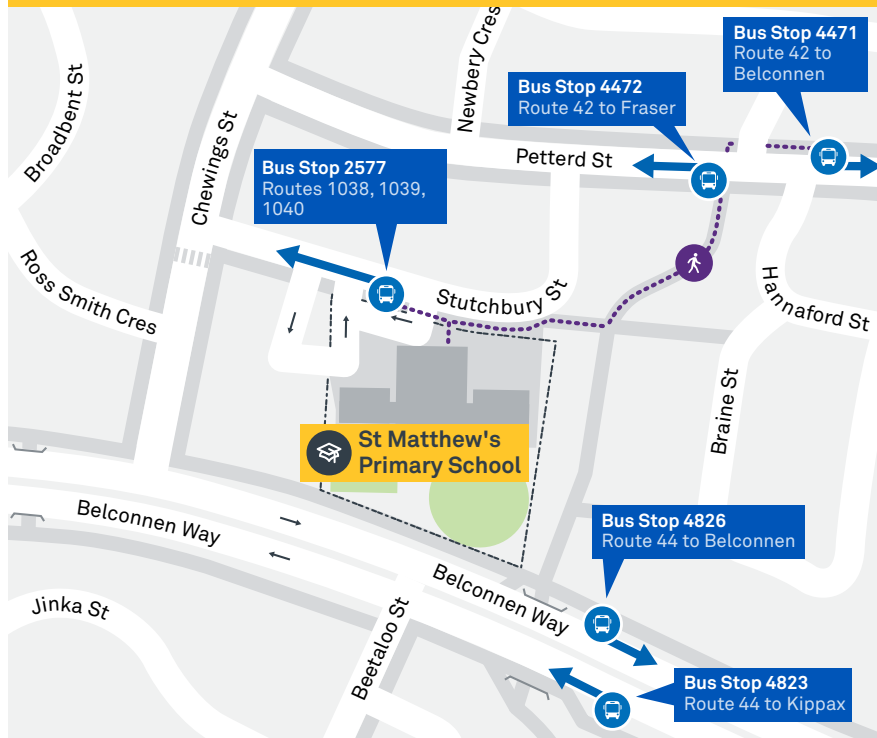 Bus Stop 4471
Route 42 to
Belconnen
Newbery Cres
Broadbent St
Bus Stop 4472
Route 42 to Fraser
Chewings St
Petterd St
Bus Stop 2577
Routes 1038, 1039,
1040
Ross Smith Cres
Stutchbury St
Hannaford St
Braine St
St Matthew's
Primary School
Belconnen Way
Bus Stop 4826
Route 44 to Belconnen
Belconnen Way
Jinka St
Beetaloo St
Bus Stop 4823
Route 44 to Kippax